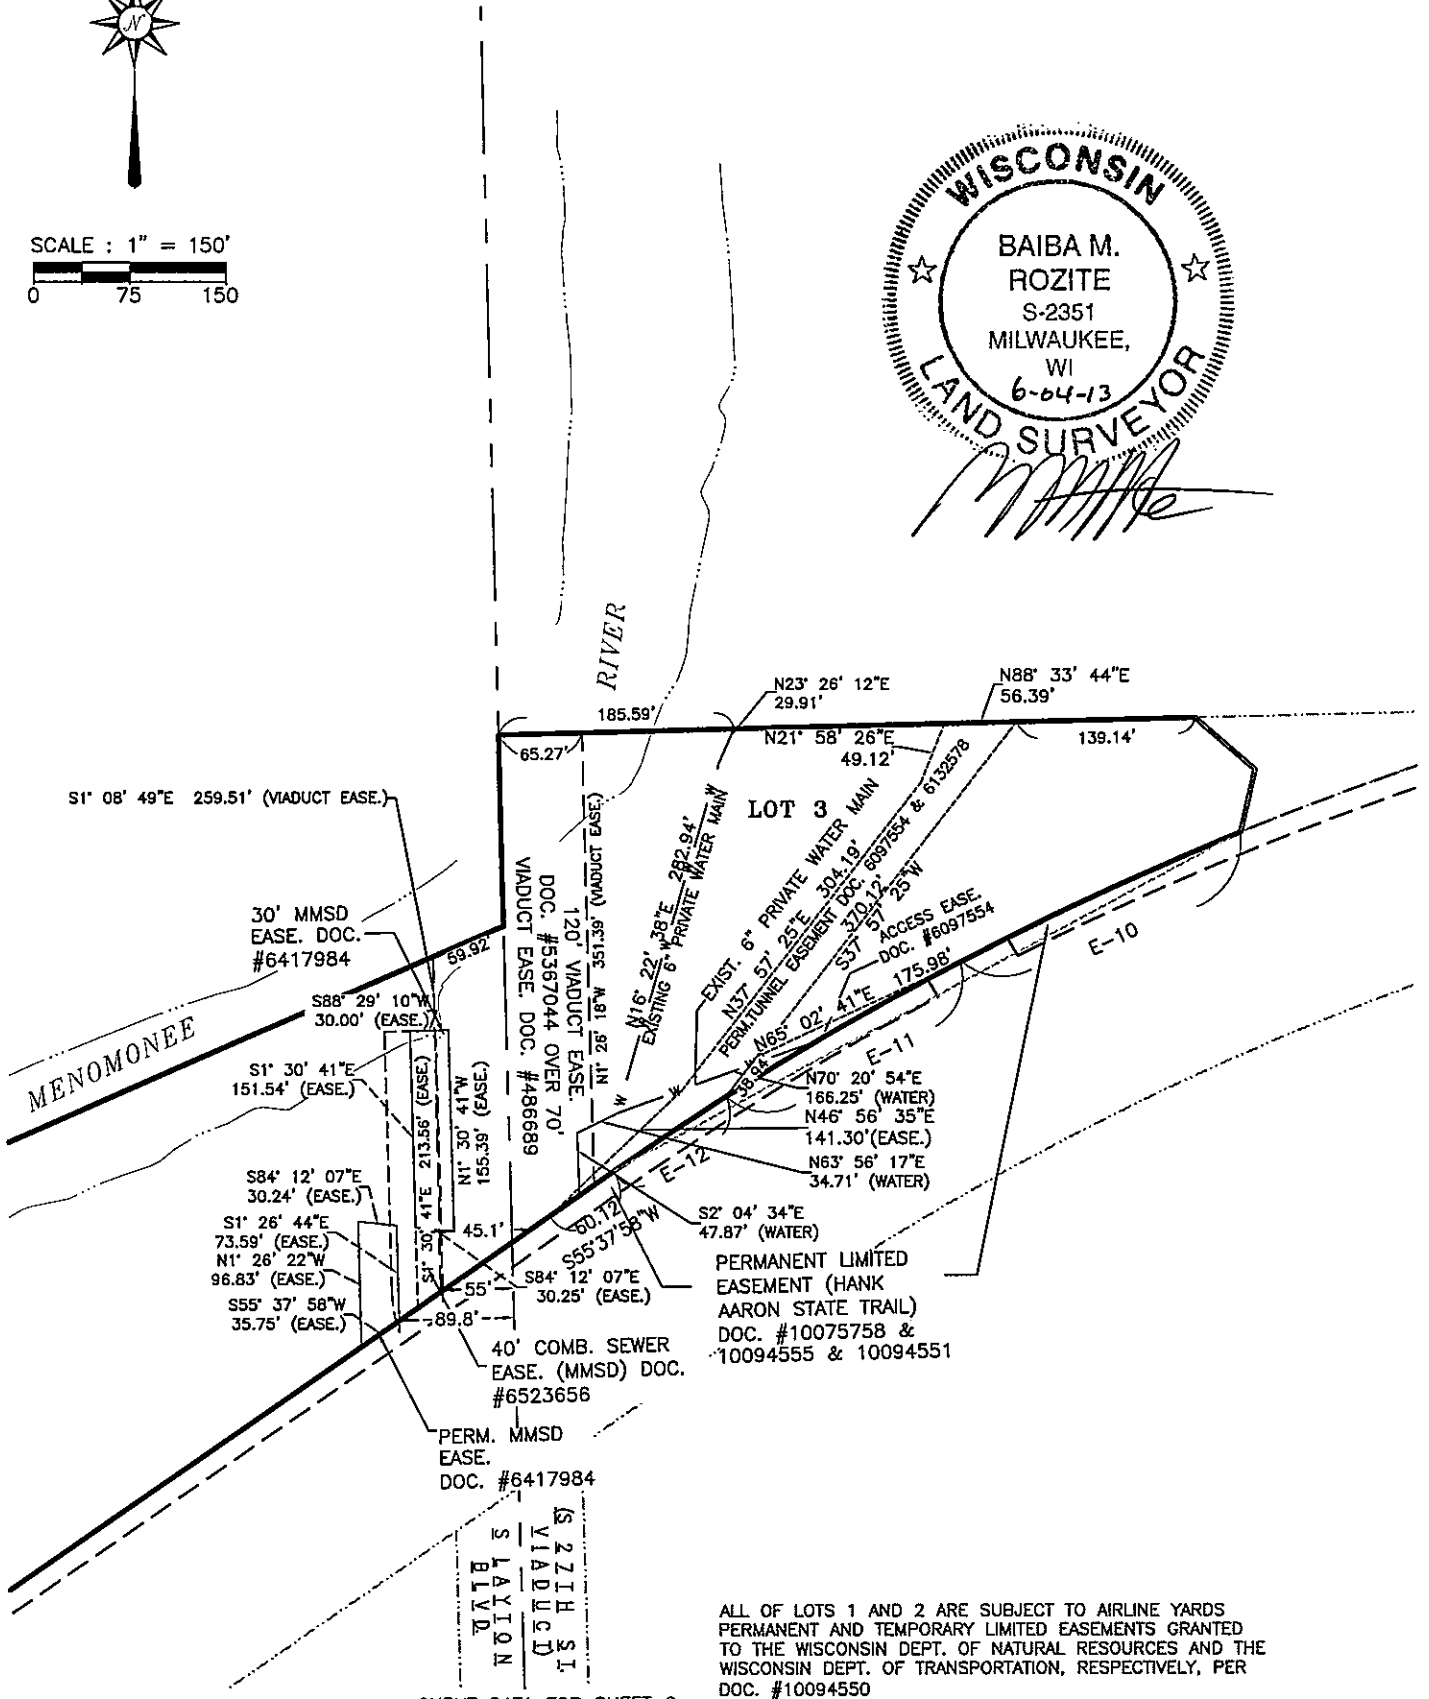 N
SCALE : 1" = 150'
0 75 150
WISCONSIN
BAIBA M.
ROZITE
S-2351
MILWAUKEE,
WI
6-04-13
LAND SURVEYOR
RIVER
N23° 26' 12"E
29.91'
N88° 33' 44"E
56.39'
185.59'
65.27'
N21° 58' 26"E
49.12'
139.14'
S1° 08' 49"E 259.51' (VIADUCT EASE.)
LOT 3
N16° 22' 38"E 282.94'
EXISTING 6" PRIVATE WATER MAIN
W
W
W
W
EXIST. 6" PRIVATE WATER MAIN
N37° 57' 25"E 304.19'
PERM.TUNNEL EASEMENT DOC. 6097554 & 6132578
370.12'
S37° 57' 25"W
ACCESS EASE.
DOC. #6097554
N65° 02' 41"E 175.98'
38.94'
N1° 26' 18"W 351.39' (VIADUCT EASE.)
120' VIADUCT EASE.
DOC. #5367044 OVER 70'
VIADUCT EASE. DOC. #486689
30' MMSD
EASE. DOC.
#6417984
59.92'
S88° 29' 10"W
30.00' (EASE.)
MENOMONEE
S1° 30' 41"E
151.54' (EASE.)
S1° 30' 41"E 213.56' (EASE.)
N1° 30' 41"W
155.39' (EASE.)
E-10
E-11
E-12
N70° 20' 54"E
166.25' (WATER)
N46° 56' 35"E
141.30'(EASE.)
N63° 56' 17"E
34.71' (WATER)
S84° 12' 07"E
30.24' (EASE.)
S1° 26' 44"E
73.59' (EASE.)
N1° 26' 22"W
96.83' (EASE.)
S55° 37' 58"W
35.75' (EASE.)
45.1'
60.12'
S55°37'58"W
S2° 04' 34"E
47.87' (WATER)
55'
89.8'
S84° 12' 07"E
30.25' (EASE.)
PERMANENT LIMITED
EASEMENT (HANK
AARON STATE TRAIL)
DOC. #10075758 &
10094555 & 10094551
40' COMB. SEWER
EASE. (MMSD) DOC.
#6523656
PERM. MMSD
EASE.
DOC. #6417984
(S 27TH ST.
VIADUCT)
S LAYTON
BLVD.
ALL OF LOTS 1 AND 2 ARE SUBJECT TO AIRLINE YARDS
PERMANENT AND TEMPORARY LIMITED EASEMENTS GRANTED
TO THE WISCONSIN DEPT. OF NATURAL RESOURCES AND THE
WISCONSIN DEPT. OF TRANSPORTATION, RESPECTIVELY, PER
DOC. #10094550